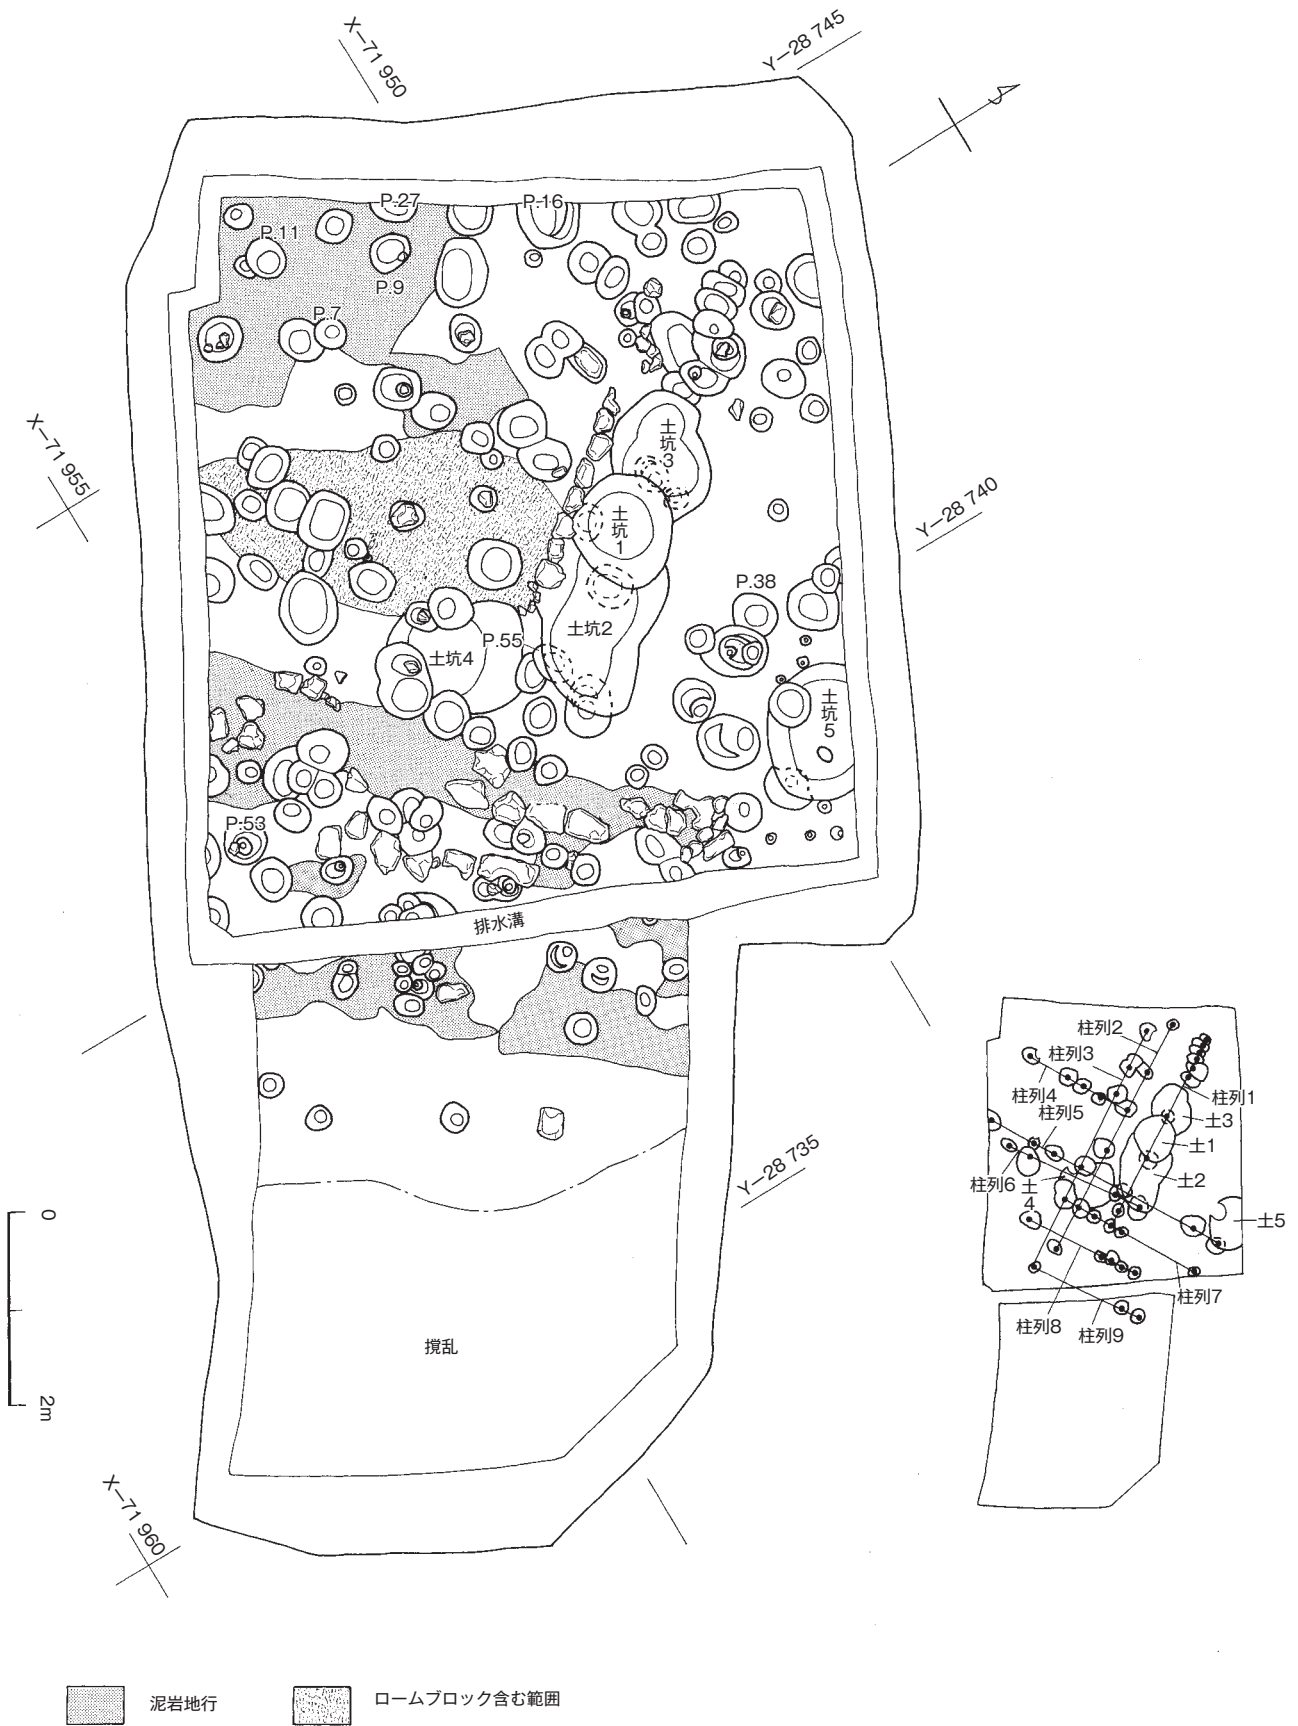 X−71 950
Y−28 745
P.27
P.16
P.11
P.9
P.7
X−71 955
土坑3
土坑1
Y−28 740
P.38
土坑2
P.55
土坑4
土坑5
P.53
排水溝
柱列2
柱列3
柱列4
柱列1
柱列5
土3
土1
柱列6
土4
土2
土5
柱列7
柱列8
柱列9
Y−28 735
0
2m
撹乱
X−71 960
泥岩地行
ロームブロック含む範囲